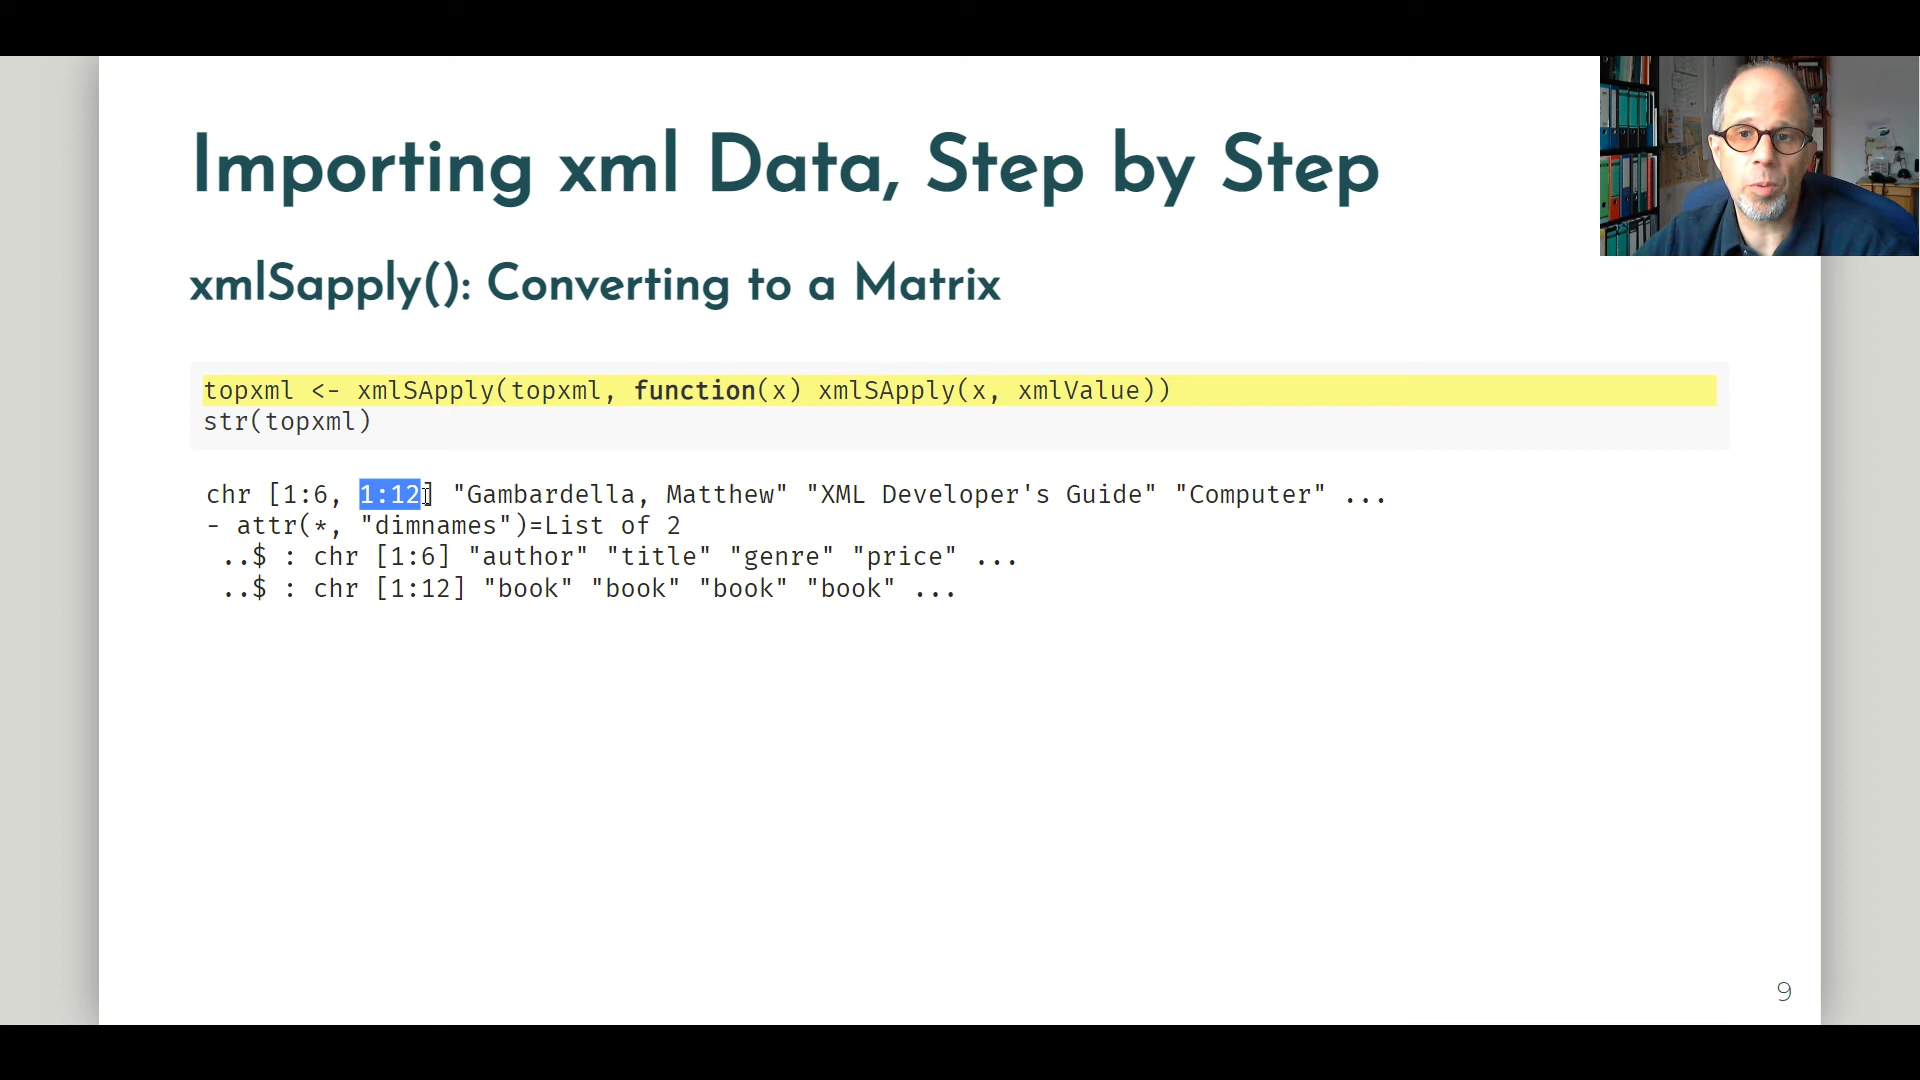 Importing xml Data, Step by Step
xmlSapply(): Converting to a Matrix
topxml <- xmlSApply(topxml, function(x) xmlSApply(x, xmlValue))
str(topxml)
chr [1:6, 1:12] "Gambardella, Matthew" "XML Developer's Guide" "Computer" ...
- attr(*, "dimnames")=List of 2
..$ : chr [1:6] "author" "title" "genre" "price" ...
..$ : chr [1:12] "book" "book" "book" "book" ...
9